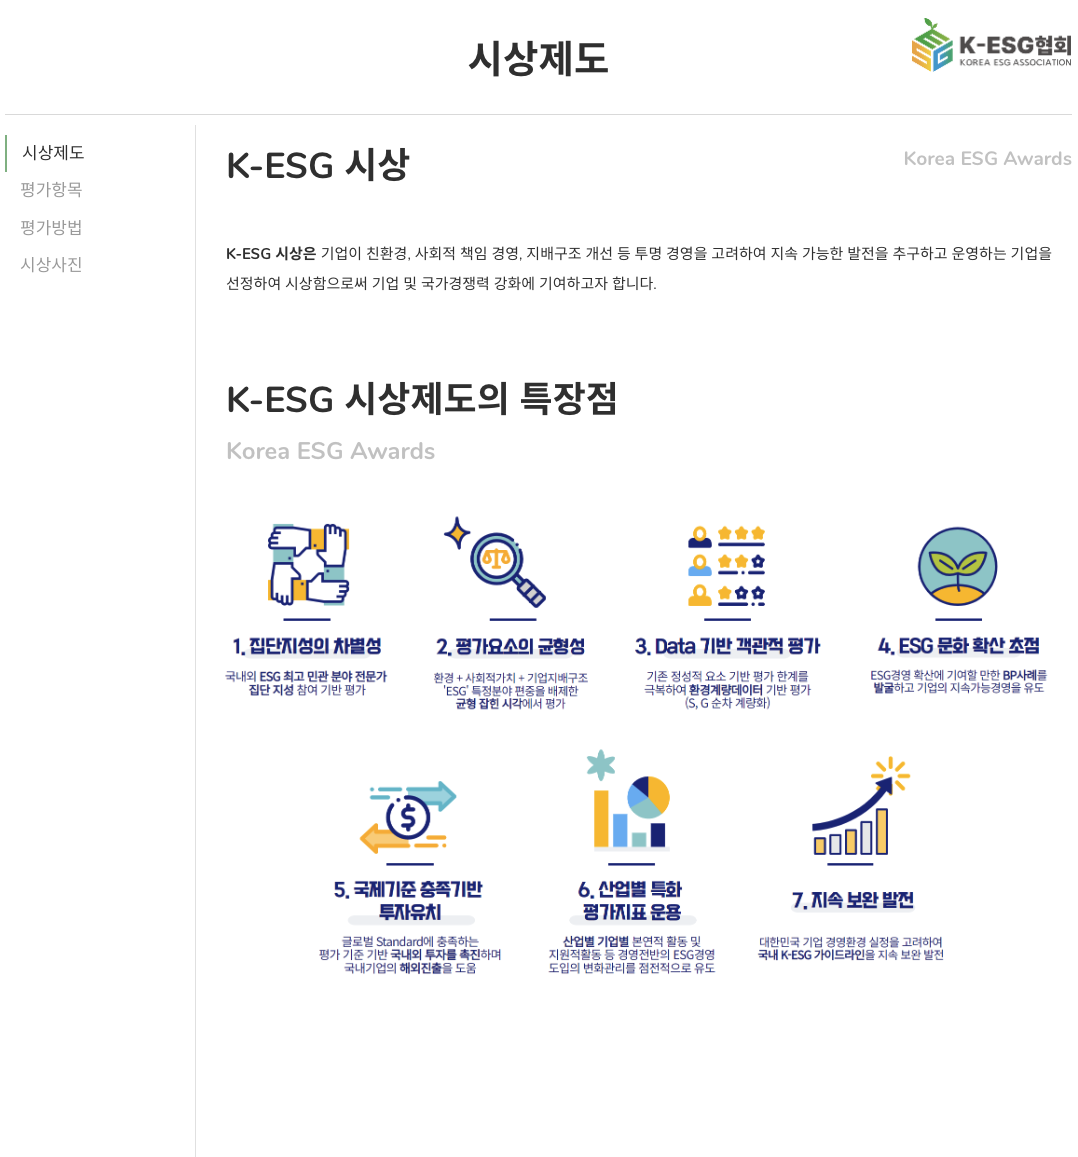 시상제도
K-ESG협회
KOREA ESG ASSOCIATION
시상제도
평가항목
평가방법
시상사진
K-ESG 시상
Korea ESG Awards
K-ESG 시상은 기업이 친환경, 사회적 책임 경영, 지배구조 개선 등 투명 경영을 고려하여 지속 가능한 발전을 추구하고 운영하는 기업을
선정하여 시상함으로써 기업 및 국가경쟁력 강화에 기여하고자 합니다.
K-ESG 시상제도의 특장점
Korea ESG Awards
1. 집단지성의 차별성
국내외 ESG 최고 민관 분야 전문가
집단 지성 참여 기반 평가
2. 평가요소의 균형성
환경 + 사회적가치 + 기업지배구조
'ESG' 특정분야 편중을 배제한
균형 잡힌 시각에서 평가
3. Data 기반 객관적 평가
기존 정성적 요소 기반 평가 한계를
극복하여 환경계량데이터 기반 평가
(S, G 순차 계량화)
4. ESG 문화 확산 초점
ESG경영 확산에 기여할 만한 BP사례를
발굴하고 기업의 지속가능경영을 유도
5. 국제기준 충족기반
투자유치
글로벌 Standard에 충족하는
평가 기준 기반 국내외 투자를 촉진하며
국내기업의 해외진출을 도움
6. 산업별 특화
평가지표 운용
산업별 기업별 본연적 활동 및
지원적활동 등 경영전반의 ESG경영
도입의 변화관리를 점전적으로 유도
7. 지속 보완 발전
대한민국 기업 경영환경 실정을 고려하여
국내 K-ESG 가이드라인을 지속 보완 발전